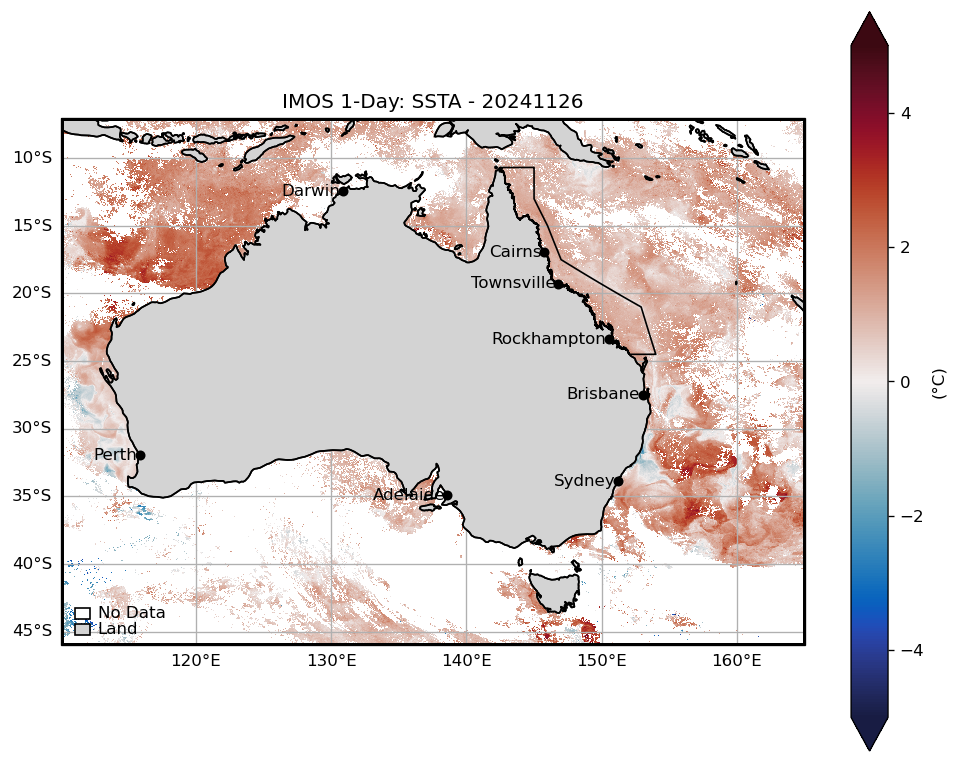 IMOS 1-Day: SSTA - 20241126
10°S
15°S
20°S
25°S
30°S
35°S
40°S
45°S
Darwin
Cairns
Townsville
Rockhampton
Brisbane
Perth
Sydney
Adelaide
No Data
Land
120°E
130°E
140°E
150°E
160°E
4
2
0
−2
−4
(°C)